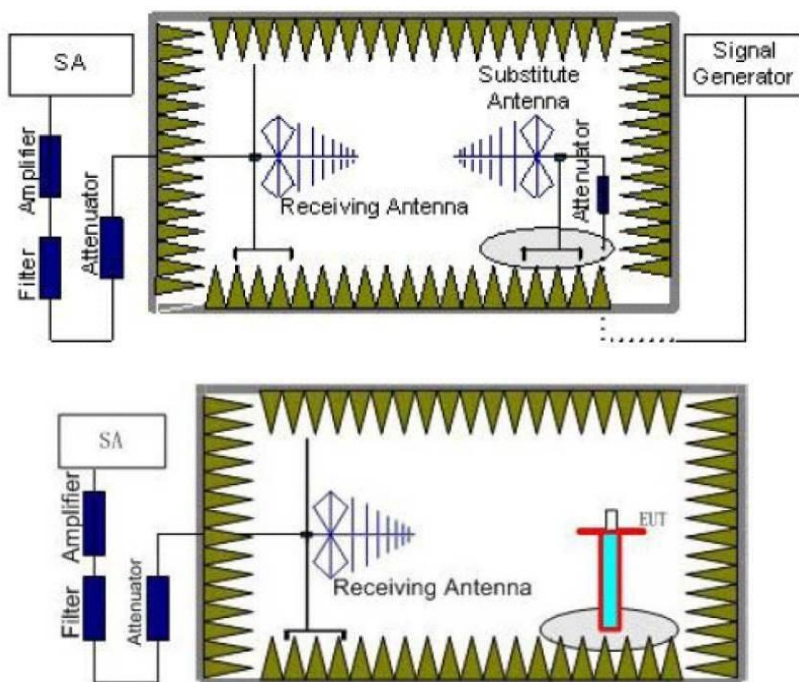 SA
Signal
Generator
Substitute
Antenna
Amplifier
Attenuator
Filter
Receiving Antenna
Attenuator
SA
Amplifier
Filter
Attenuator
Receiving Antenna
EUT